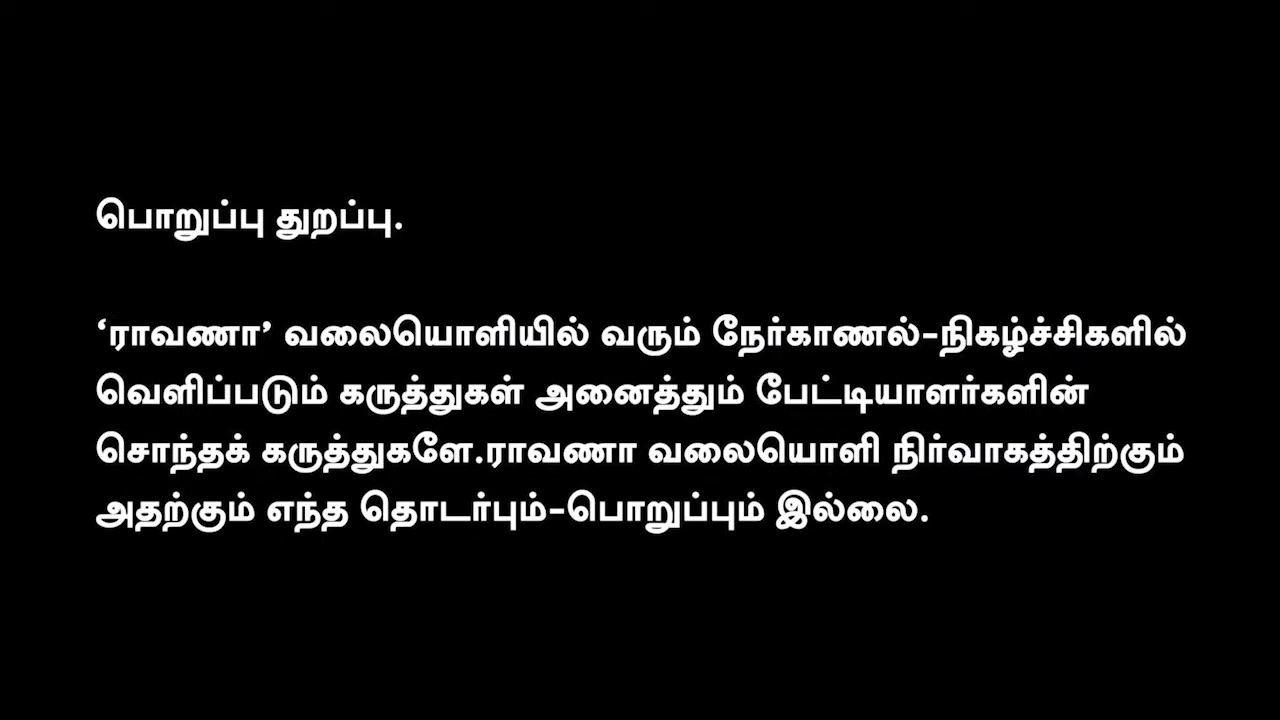 பொறுப்பு துறப்பு.
‘ராவணா’ வலையொளியில் வரும் நேர்காணல்-நிகழ்ச்சிகளில்
வெளிப்படும் கருத்துகள் அனைத்தும் பேட்டியாளர்களின்
சொந்தக் கருத்துகளே.ராவணா வலையொளி நிர்வாகத்திற்கும்
அதற்கும் எந்த தொடர்பும்-பொறுப்பும் இல்லை.